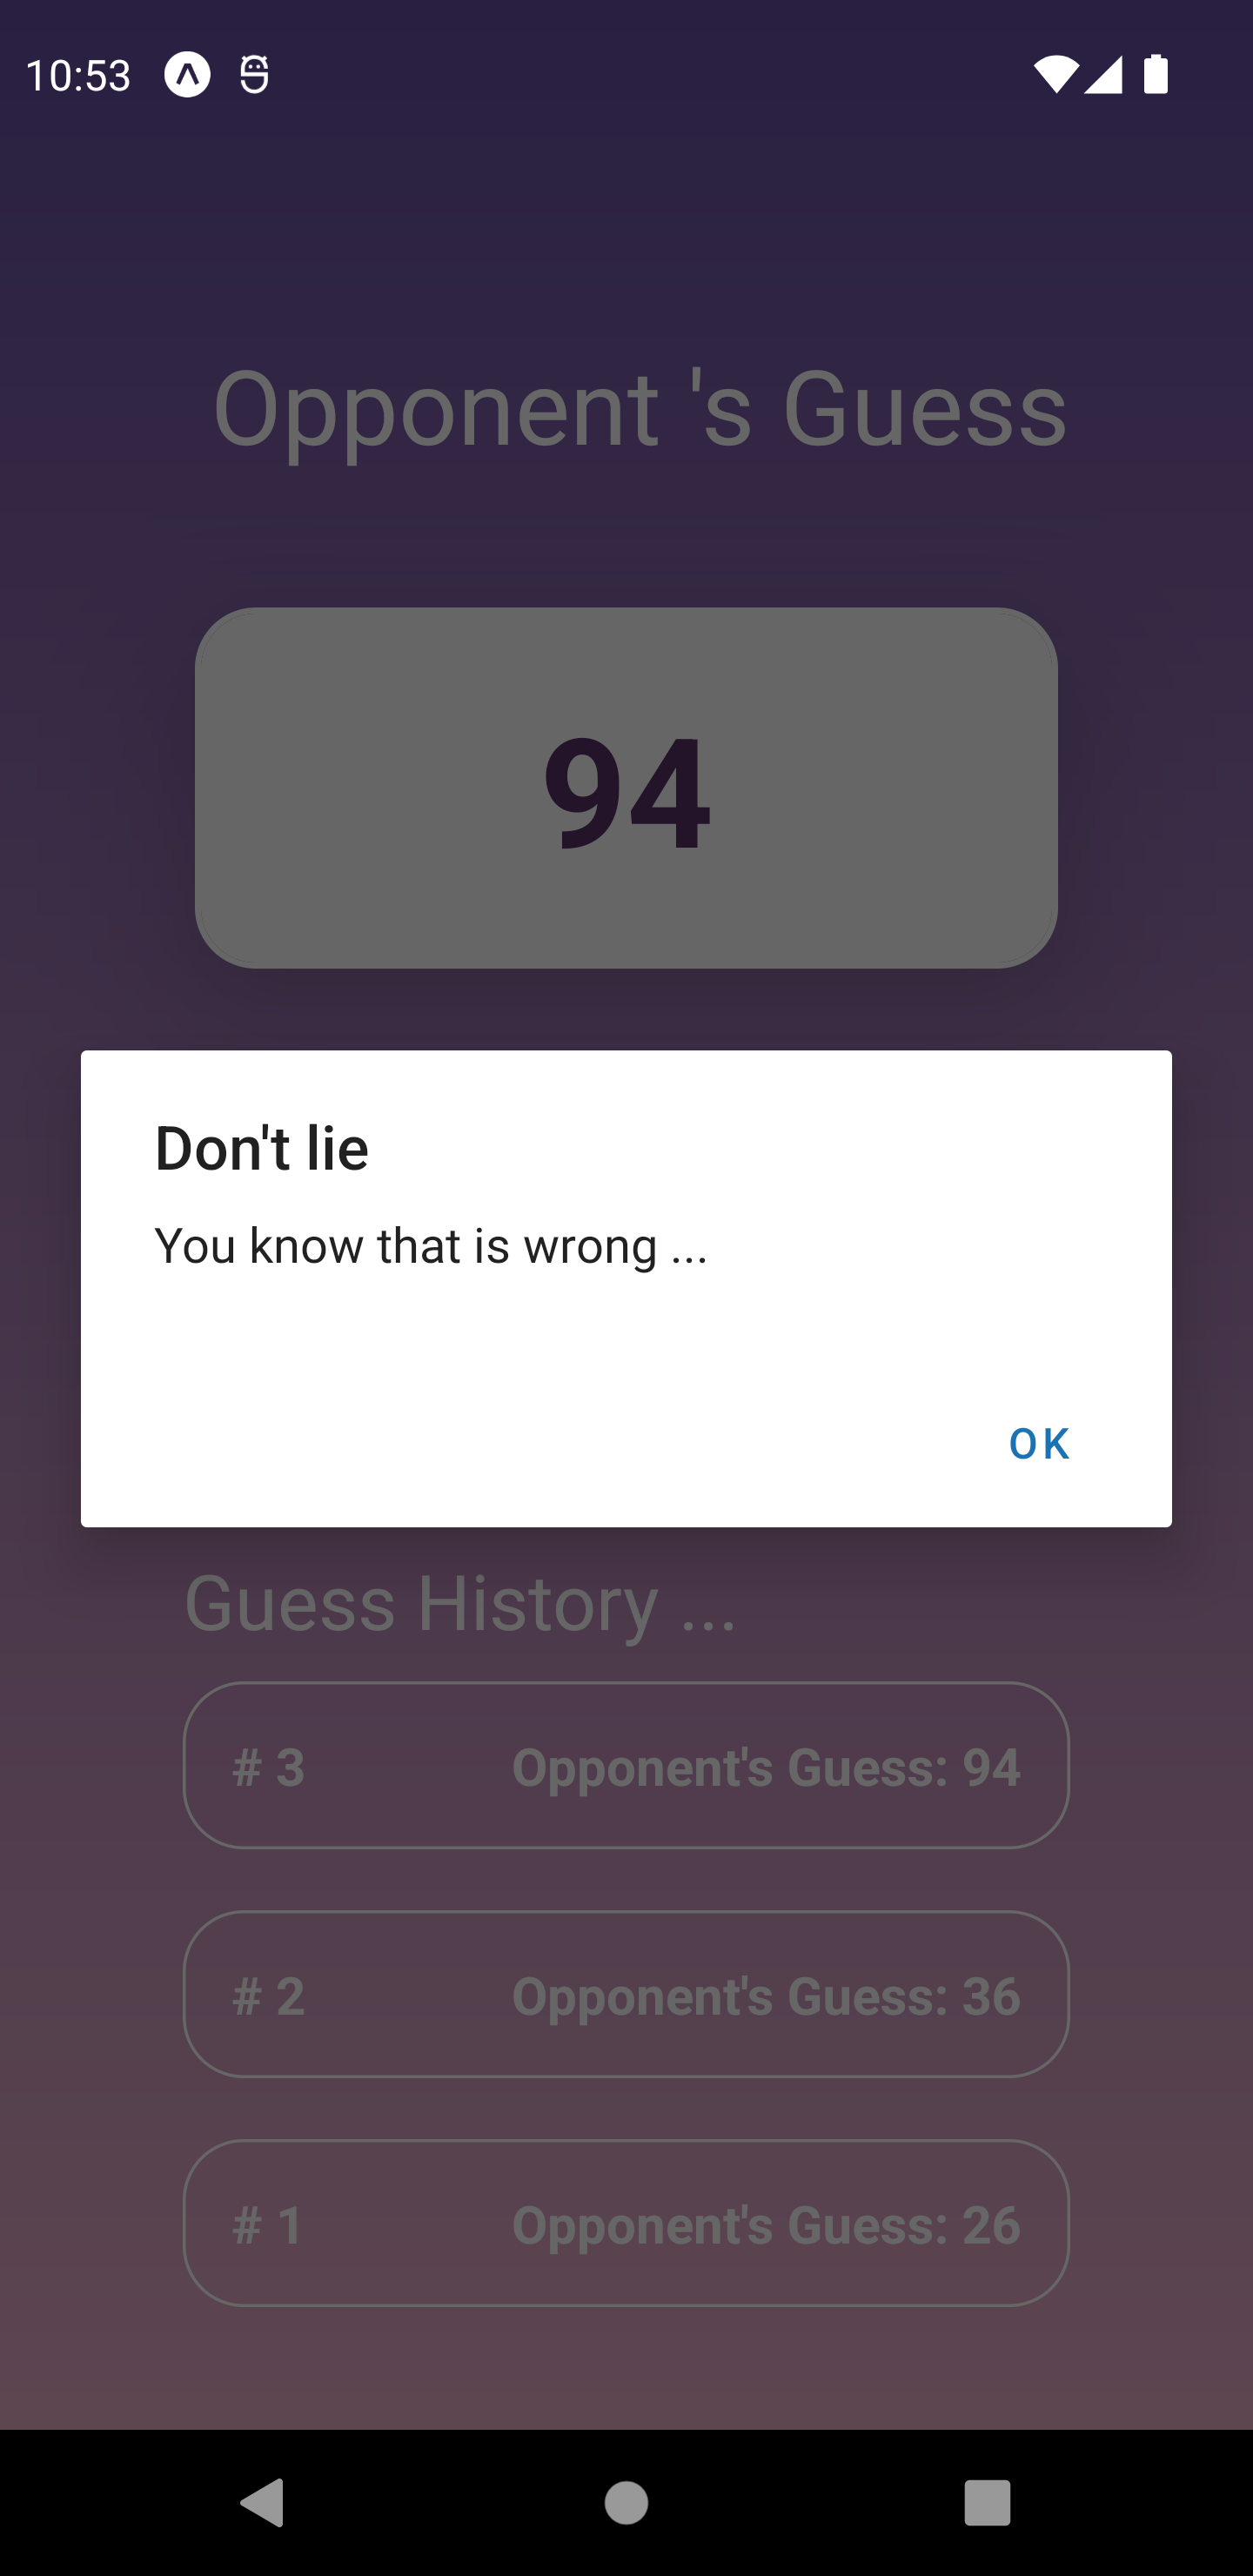 10:53
Opponent 's Guess
94
Don't lie
You know that is wrong ...
OK
Guess History ...
# 3 Opponent's Guess: 94
# 2 Opponent's Guess: 36
# 1 Opponent's Guess: 26